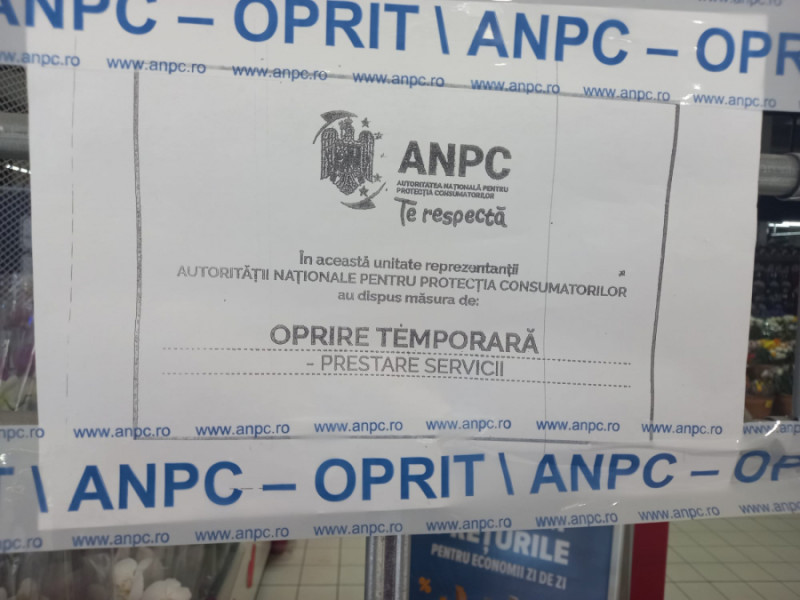 ANPC – OPRIT \ ANPC – OPR
www.anpc.ro www.anpc.ro www.anpc.ro www.anpc.ro www.anpc.ro www.anpc.ro
ANPC
AUTORITATEA NAȚIONALĂ PENTRU
PROTECȚIA CONSUMATORILOR
Te respectă
În această unitate reprezentanții
AUTORITĂȚII NAȚIONALE PENTRU PROTECȚIA CONSUMATORILOR
au dispus măsura de:
OPRIRE TEMPORARĂ
- PRESTARE SERVICII
npc.ro www.anpc.ro www.anpc.ro www.anpc.ro www.anpc.ro www.anpc.ro www.anpc.ro
T \ ANPC – OPRIT \ ANPC – OP
npc.ro www.anpc.ro www.anpc.ro www.anpc.ro www.anpc.ro www.anpc.ro www.anpc.ro
PENTRU ECONOMII ZI DE ZI
%